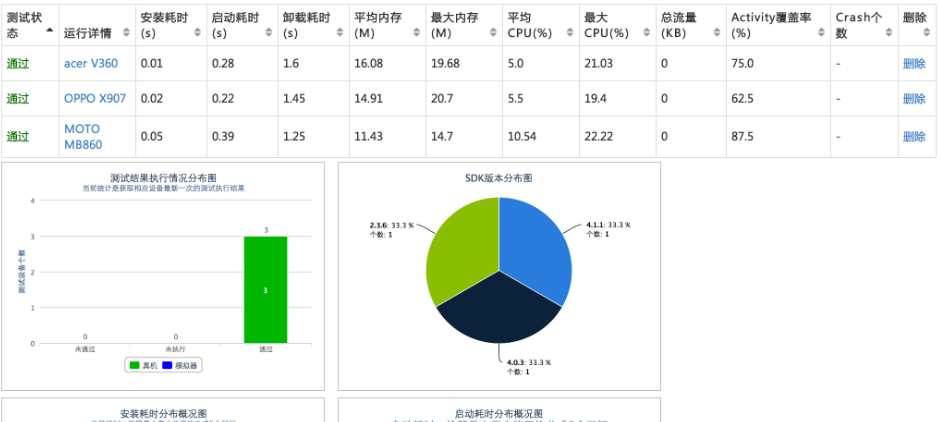 测试状态 运行详情 安装耗时(s) 启动耗时(s) 卸载耗时(s) 平均内存(M) 最大内存(M) 平均CPU(%) 最大CPU(%) 总流量(KB) Activity覆盖率(%) Crash个数 删除
通过 acer V360 0.01 0.28 1.6 16.08 19.68 5.0 21.03 0 75.0 - 删除
通过 OPPO X907 0.02 0.22 1.45 14.91 20.7 5.5 19.4 0 62.5 - 删除
通过 MOTO MB860 0.05 0.39 1.25 11.43 14.7 10.54 22.22 0 87.5 - 删除
测试结果执行情况分布图
当前统计是获取相应设备最新一次的测试执行结果
测试设备个数
4
3
2
1
0
0
0
3
3
未通过 未执行 通过
真机 模拟器
SDK版本分布图
2.3.6: 33.3 %
个数: 1
4.1.1: 33.3 %
个数: 1
4.0.3: 33.3 %
个数: 1
安装耗时分布概况图
启动耗时分布概况图